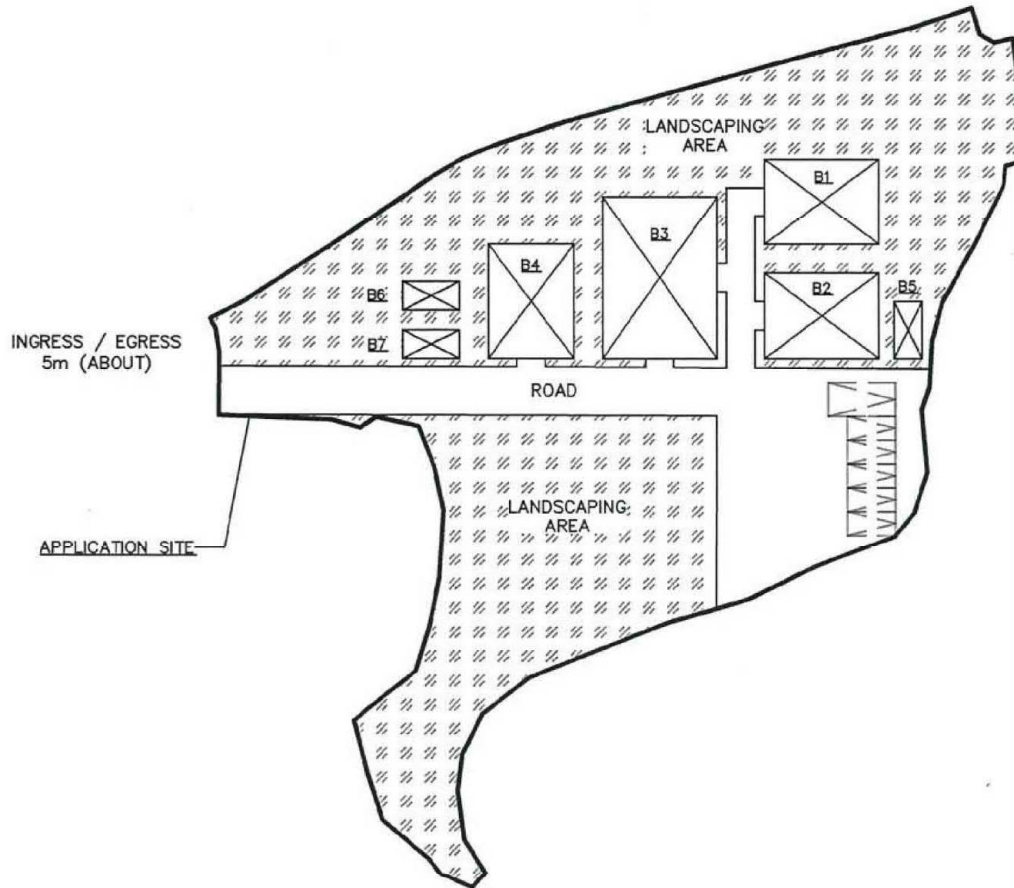 LANDSCAPING
AREA
B1
B3
B4
B2
B5
B6
B7
INGRESS / EGRESS
5m (ABOUT)
ROAD
LANDSCAPING
AREA
APPLICATION SITE